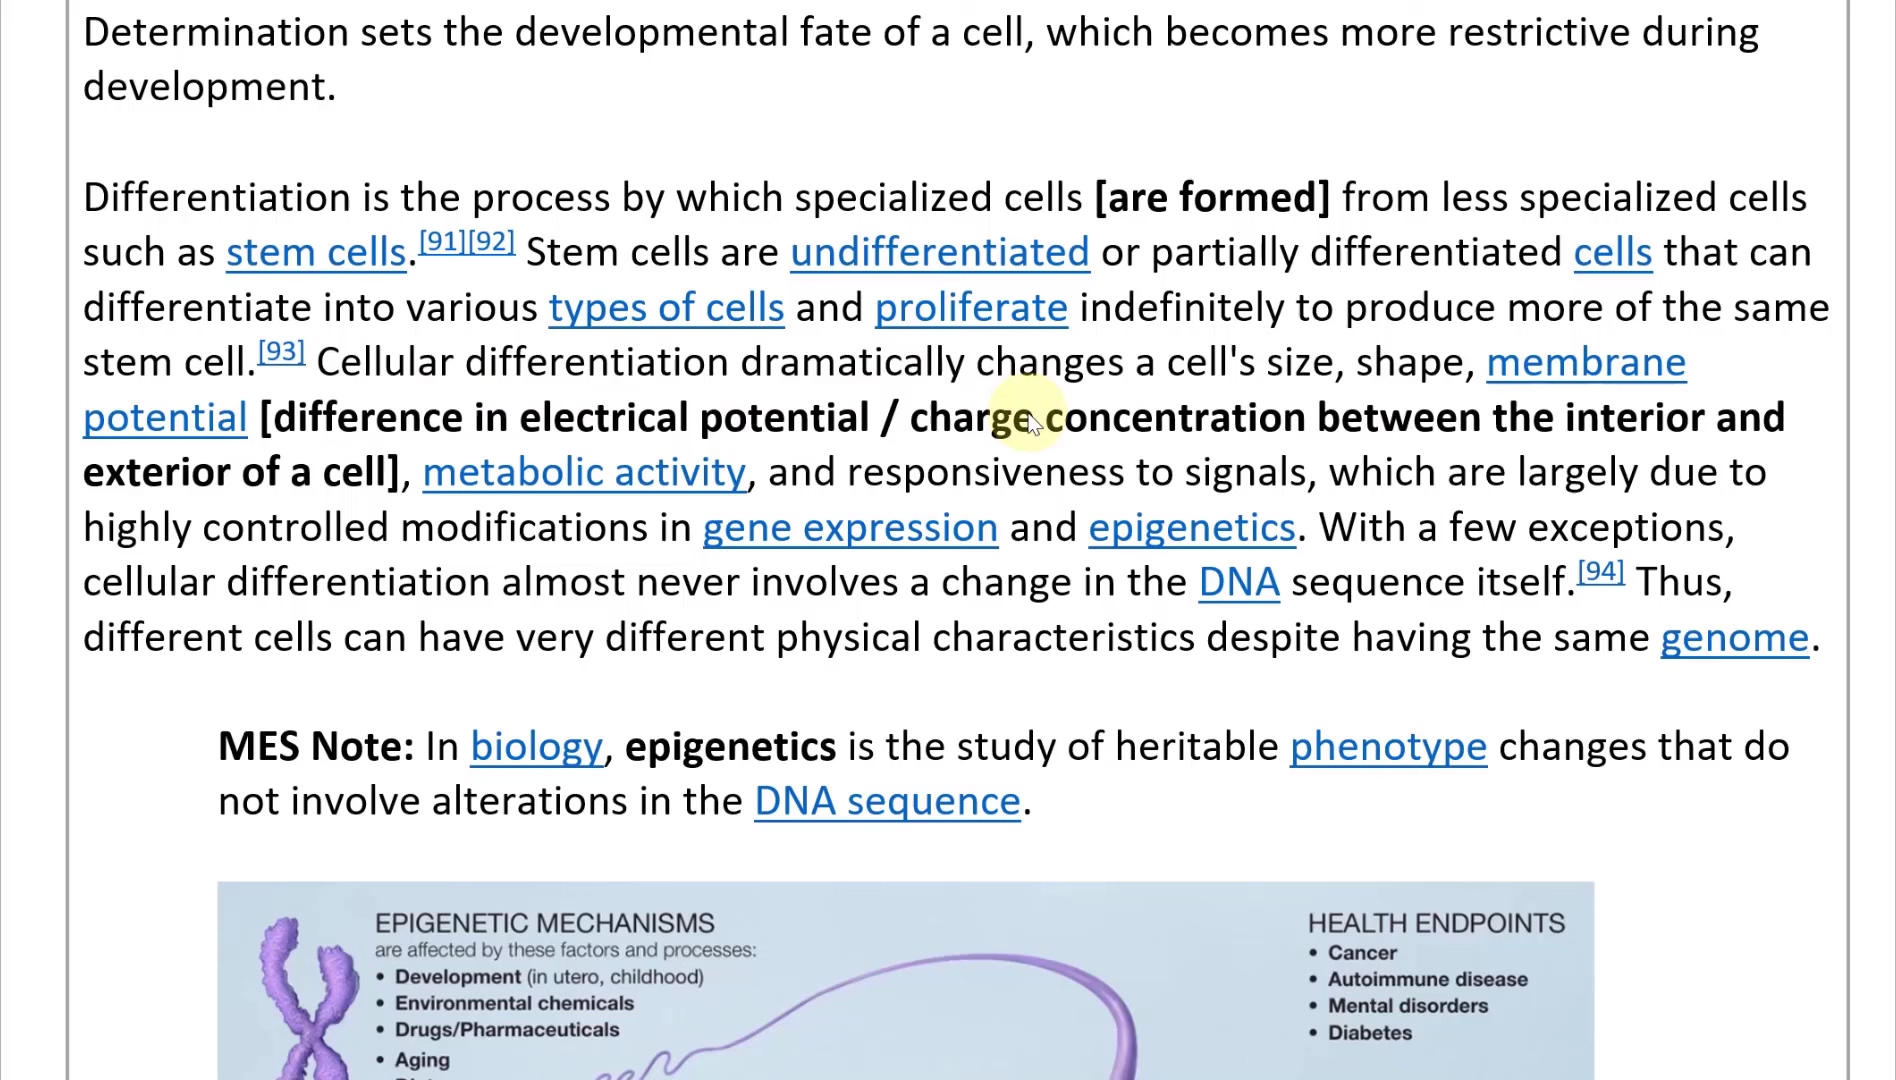 Determination sets the developmental fate of a cell, which becomes more restrictive during
development.
Differentiation is the process by which specialized cells [are formed] from less specialized cells
such as stem cells.[91][92] Stem cells are undifferentiated or partially differentiated cells that can
differentiate into various types of cells and proliferate indefinitely to produce more of the same
stem cell.[93] Cellular differentiation dramatically changes a cell's size, shape, membrane
potential [difference in electrical potential / charge concentration between the interior and
exterior of a cell], metabolic activity, and responsiveness to signals, which are largely due to
highly controlled modifications in gene expression and epigenetics. With a few exceptions,
cellular differentiation almost never involves a change in the DNA sequence itself.[94] Thus,
different cells can have very different physical characteristics despite having the same genome.
MES Note: In biology, epigenetics is the study of heritable phenotype changes that do
not involve alterations in the DNA sequence.
EPIGENETIC MECHANISMS
are affected by these factors and processes:
• Development (in utero, childhood)
• Environmental chemicals
• Drugs/Pharmaceuticals
• Aging
HEALTH ENDPOINTS
• Cancer
• Autoimmune disease
• Mental disorders
• Diabetes